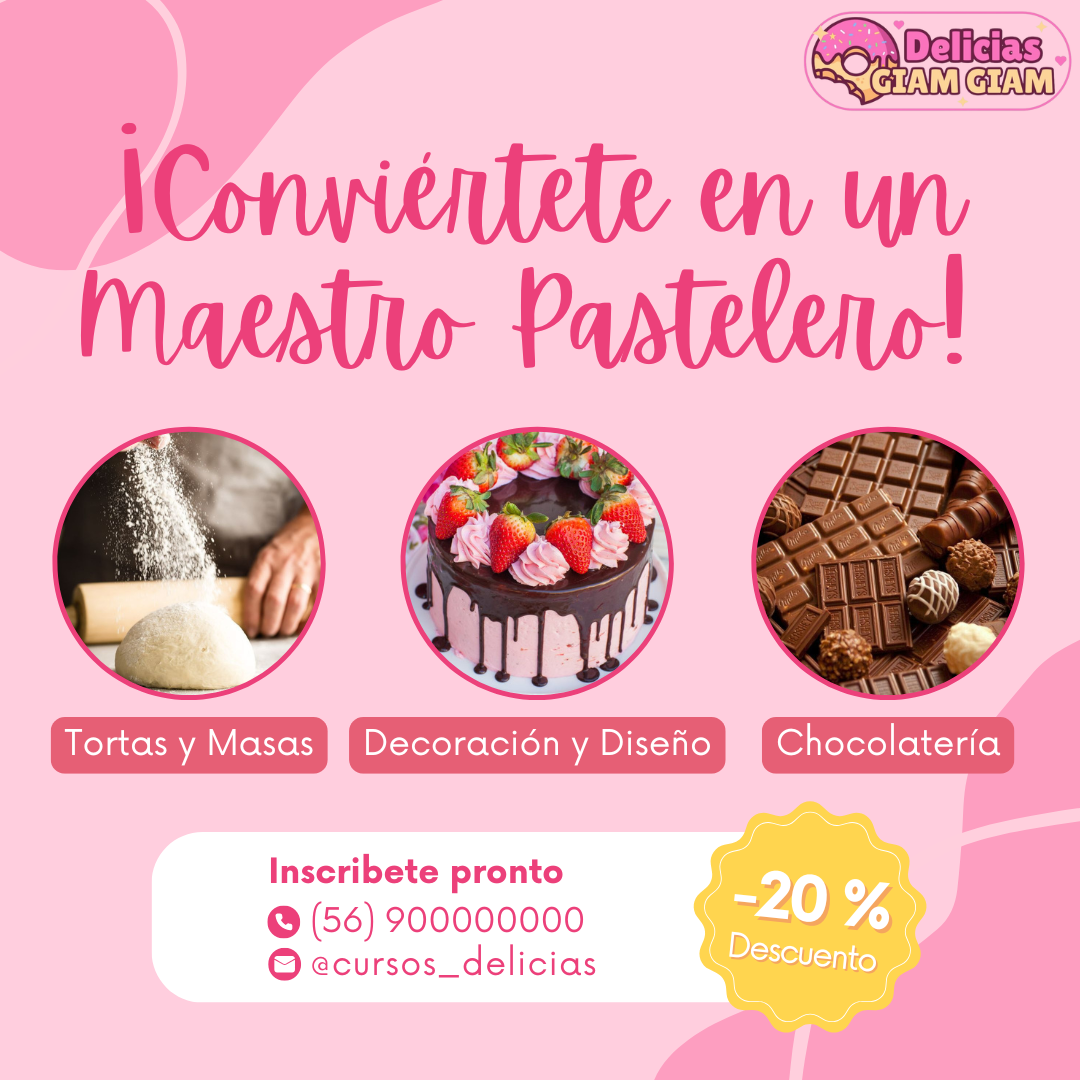 Delicias
GIAM GIAM
¡Conviértete en un
Maestro Pastelero!
Tortas y Masas
Decoración y Diseño
Chocolatería
Inscribete pronto
(56) 900000000
@cursos_delicias
-20 %
Descuento